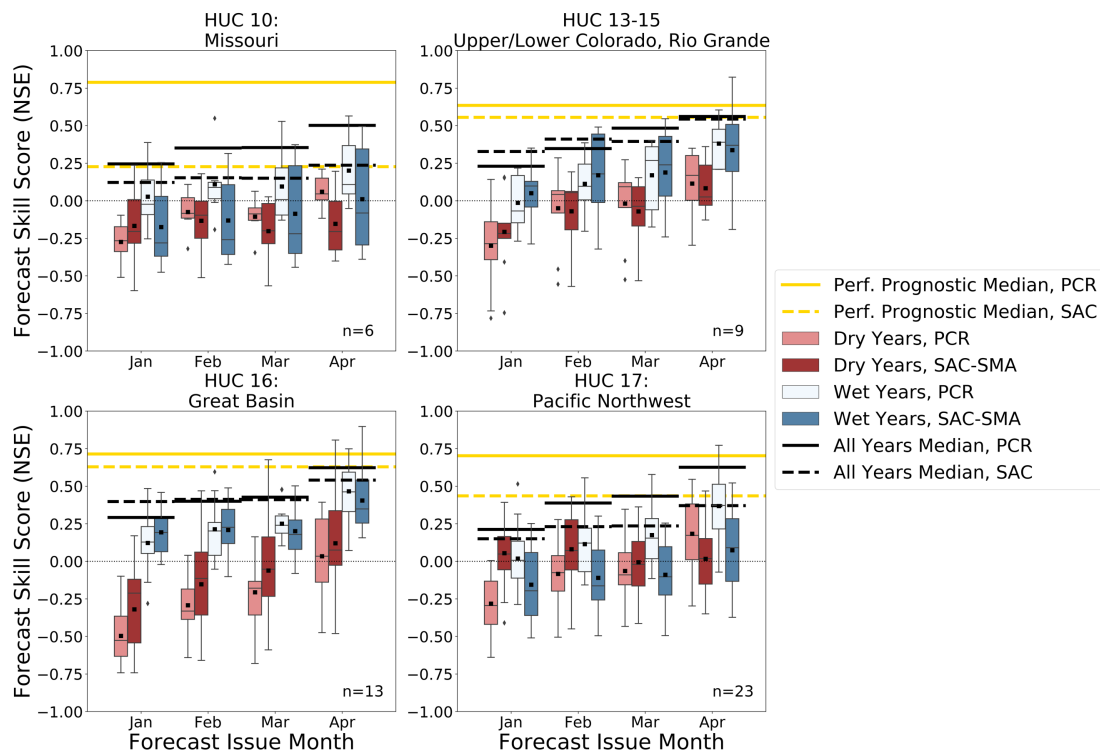 HUC 10:
Missouri
Forecast Skill Score (NSE)
1.00
0.75
0.50
0.25
0.00
−0.25
−0.50
−0.75
−1.00
n=6
Jan Feb Mar Apr
HUC 13-15
Upper/Lower Colorado, Rio Grande
1.00
0.75
0.50
0.25
0.00
−0.25
−0.50
−0.75
−1.00
n=9
Jan Feb Mar Apr
HUC 16:
Great Basin
Forecast Skill Score (NSE)
1.00
0.75
0.50
0.25
0.00
−0.25
−0.50
−0.75
−1.00
n=13
Jan Feb Mar Apr
Forecast Issue Month
HUC 17:
Pacific Northwest
1.00
0.75
0.50
0.25
0.00
−0.25
−0.50
−0.75
−1.00
n=23
Jan Feb Mar Apr
Forecast Issue Month
Perf. Prognostic Median, PCR
Perf. Prognostic Median, SAC
Dry Years, PCR
Dry Years, SAC-SMA
Wet Years, PCR
Wet Years, SAC-SMA
All Years Median, PCR
All Years Median, SAC